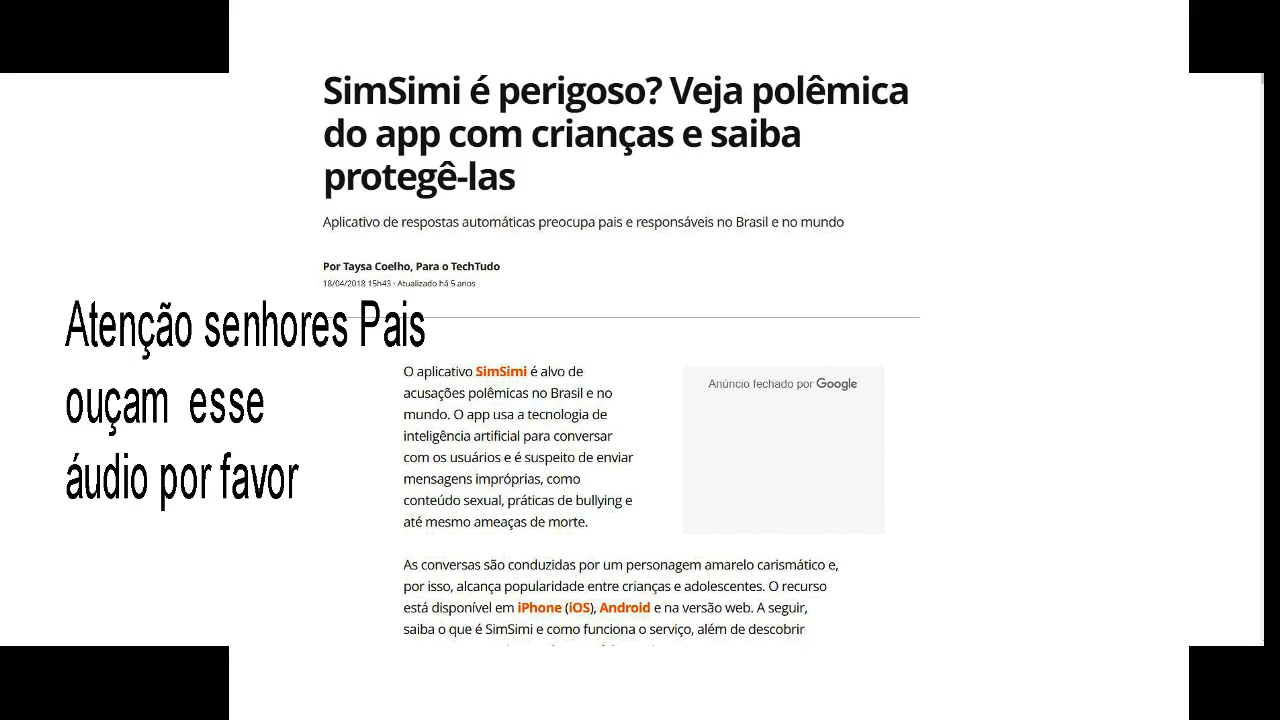 SimSimi é perigoso? Veja polêmica
do app com crianças e saiba
protegê-las
Aplicativo de respostas automáticas preocupa pais e responsáveis no Brasil e no mundo
Por Taysa Coelho, Para o TechTudo
18/04/2018 15h43 · Atualizado há 5 anos
Atenção senhores Pais
ouçam esse
áudio por favor
O aplicativo SimSimi é alvo de
acusações polêmicas no Brasil e no
mundo. O app usa a tecnologia de
inteligência artificial para conversar
com os usuários e é suspeito de enviar
mensagens impróprias, como
conteúdo sexual, práticas de bullying e
até mesmo ameaças de morte.
Anúncio fechado por Google
As conversas são conduzidas por um personagem amarelo carismático e,
por isso, alcança popularidade entre crianças e adolescentes. O recurso
está disponível em iPhone (iOS), Android e na versão web. A seguir,
saiba o que é SimSimi e como funciona o serviço, além de descobrir